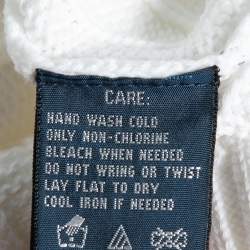 CARE:
HAND WASH COLD
ONLY NON-CHLORINE
BLEACH WHEN NEEDED
DO NOT WRING OR TWIST
LAY FLAT TO DRY
COOL IRON IF NEEDED